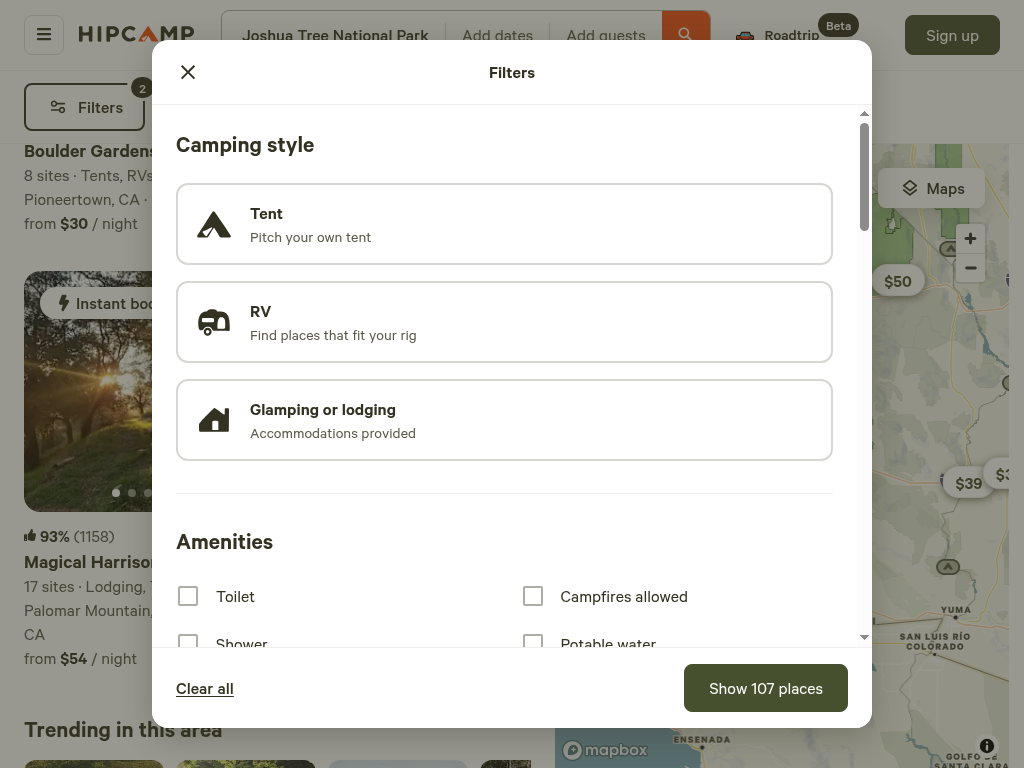 HIPCAMP
Joshua Tree National Park
Add dates
Add guests
Roadtrip
Beta
Sign up
Filters
2
Filters
Camping style
Tent
Pitch your own tent
RV
Find places that fit your rig
Glamping or lodging
Accommodations provided
Amenities
Toilet
Campfires allowed
Shower
Potable water
Clear all
Show 107 places
Boulder Gardens
8 sites · Tents, RVs
Pioneertown, CA ·
from $30 / night
Instant boo
93% (1158)
Magical Harriso
17 sites · Lodging,
Palomar Mountain,
CA
from $54 / night
Trending in this area
Maps
+
−
$50
$39
YUMA
SAN LUIS RÍO
COLORADO
ENSENADA
mapbox
GOLFO DE
SANTA CLARA